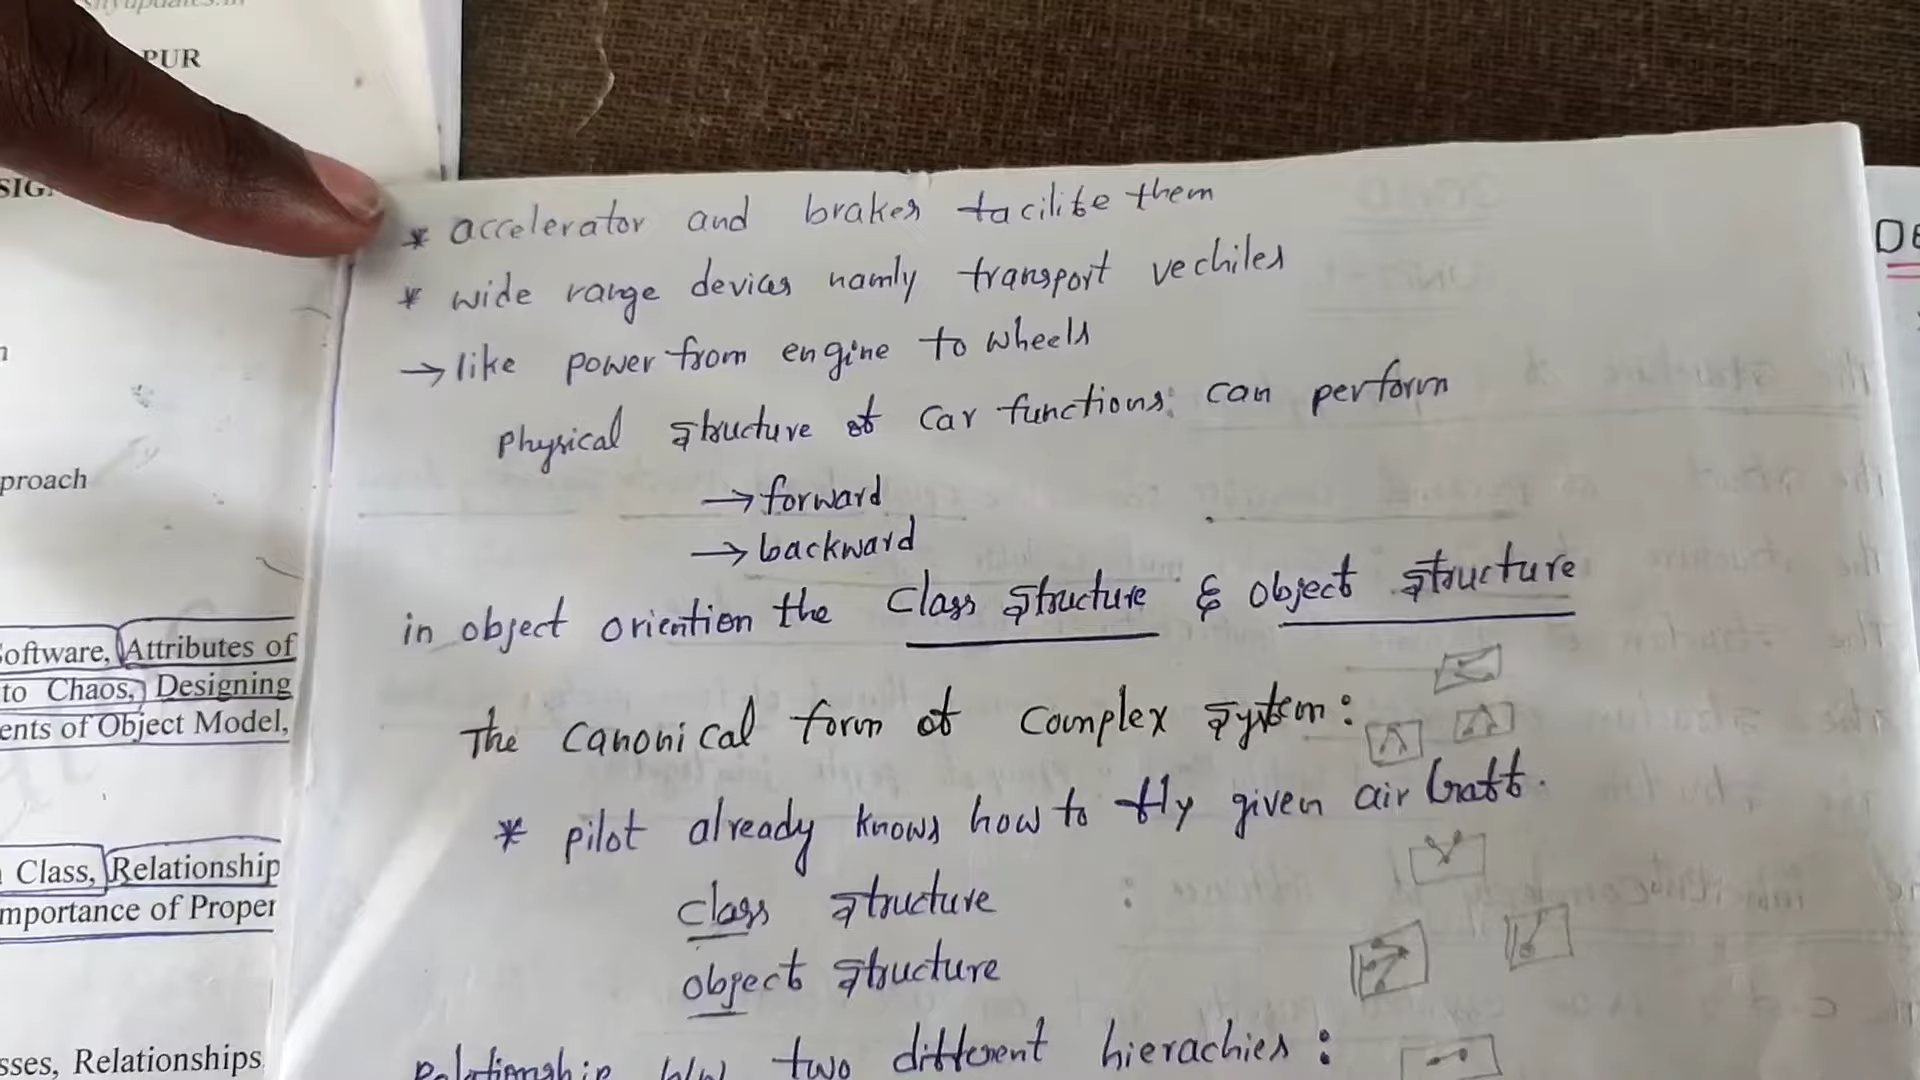 PUR
SIG
proach
Software, Attributes of
to Chaos, Designing
ents of Object Model,
Class, Relationship
mportance of Proper
sses, Relationships
* accelerator and brakes facilite them
* wide range devices namly transport vechiles
→ like power from engine to wheels
physical structure of car functions: can perform
→ forward
→ backward
in object oriention the class structure & object structure
The canonical form of complex system:
* pilot already knows how to fly given air craft.
class structure
object structure
Relationship b/w two different hierachies:
DE